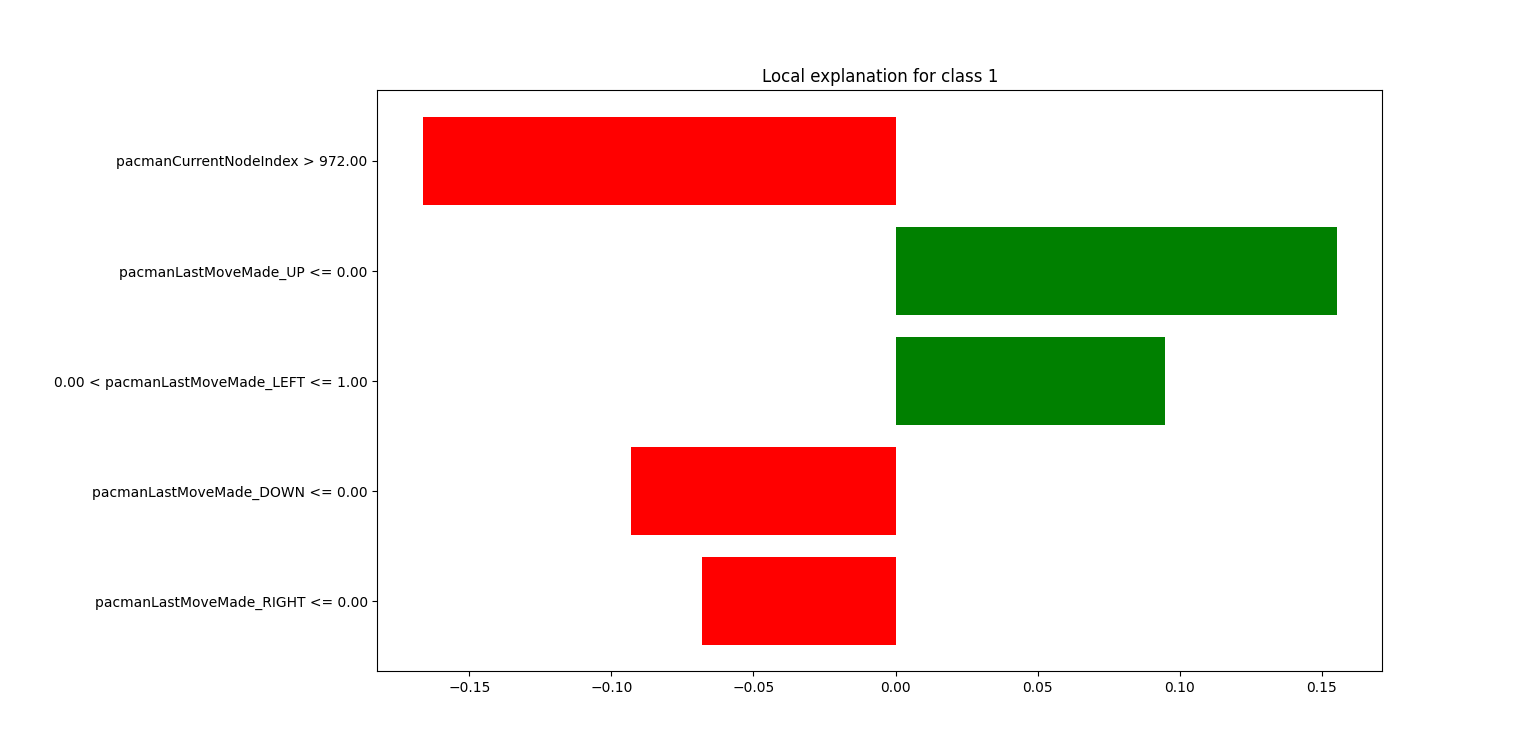 Local explanation for class 1
pacmanCurrentNodeIndex > 972.00
pacmanLastMoveMade_UP <= 0.00
0.00 < pacmanLastMoveMade_LEFT <= 1.00
pacmanLastMoveMade_DOWN <= 0.00
pacmanLastMoveMade_RIGHT <= 0.00
−0.15 −0.10 −0.05 0.00 0.05 0.10 0.15